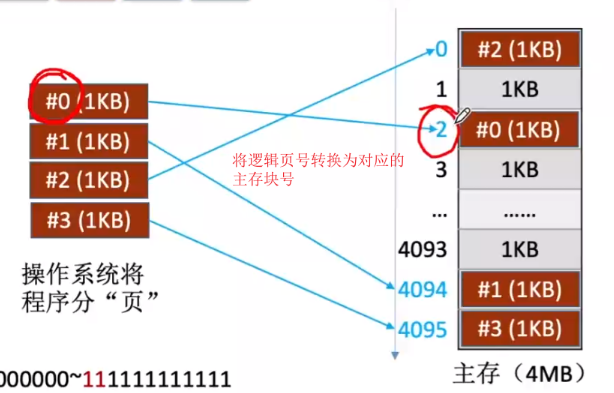 #0 (1KB)
#1 (1KB)
#2 (1KB)
#3 (1KB)
操作系统将
程序分“页”
000000~111111111111
将逻辑页号转换为对应的
主存块号
0 #2 (1KB)
1 1KB
2 #0 (1KB)
3 1KB
... ......
4093 1KB
4094 #1 (1KB)
4095 #3 (1KB)
主存（4MB）